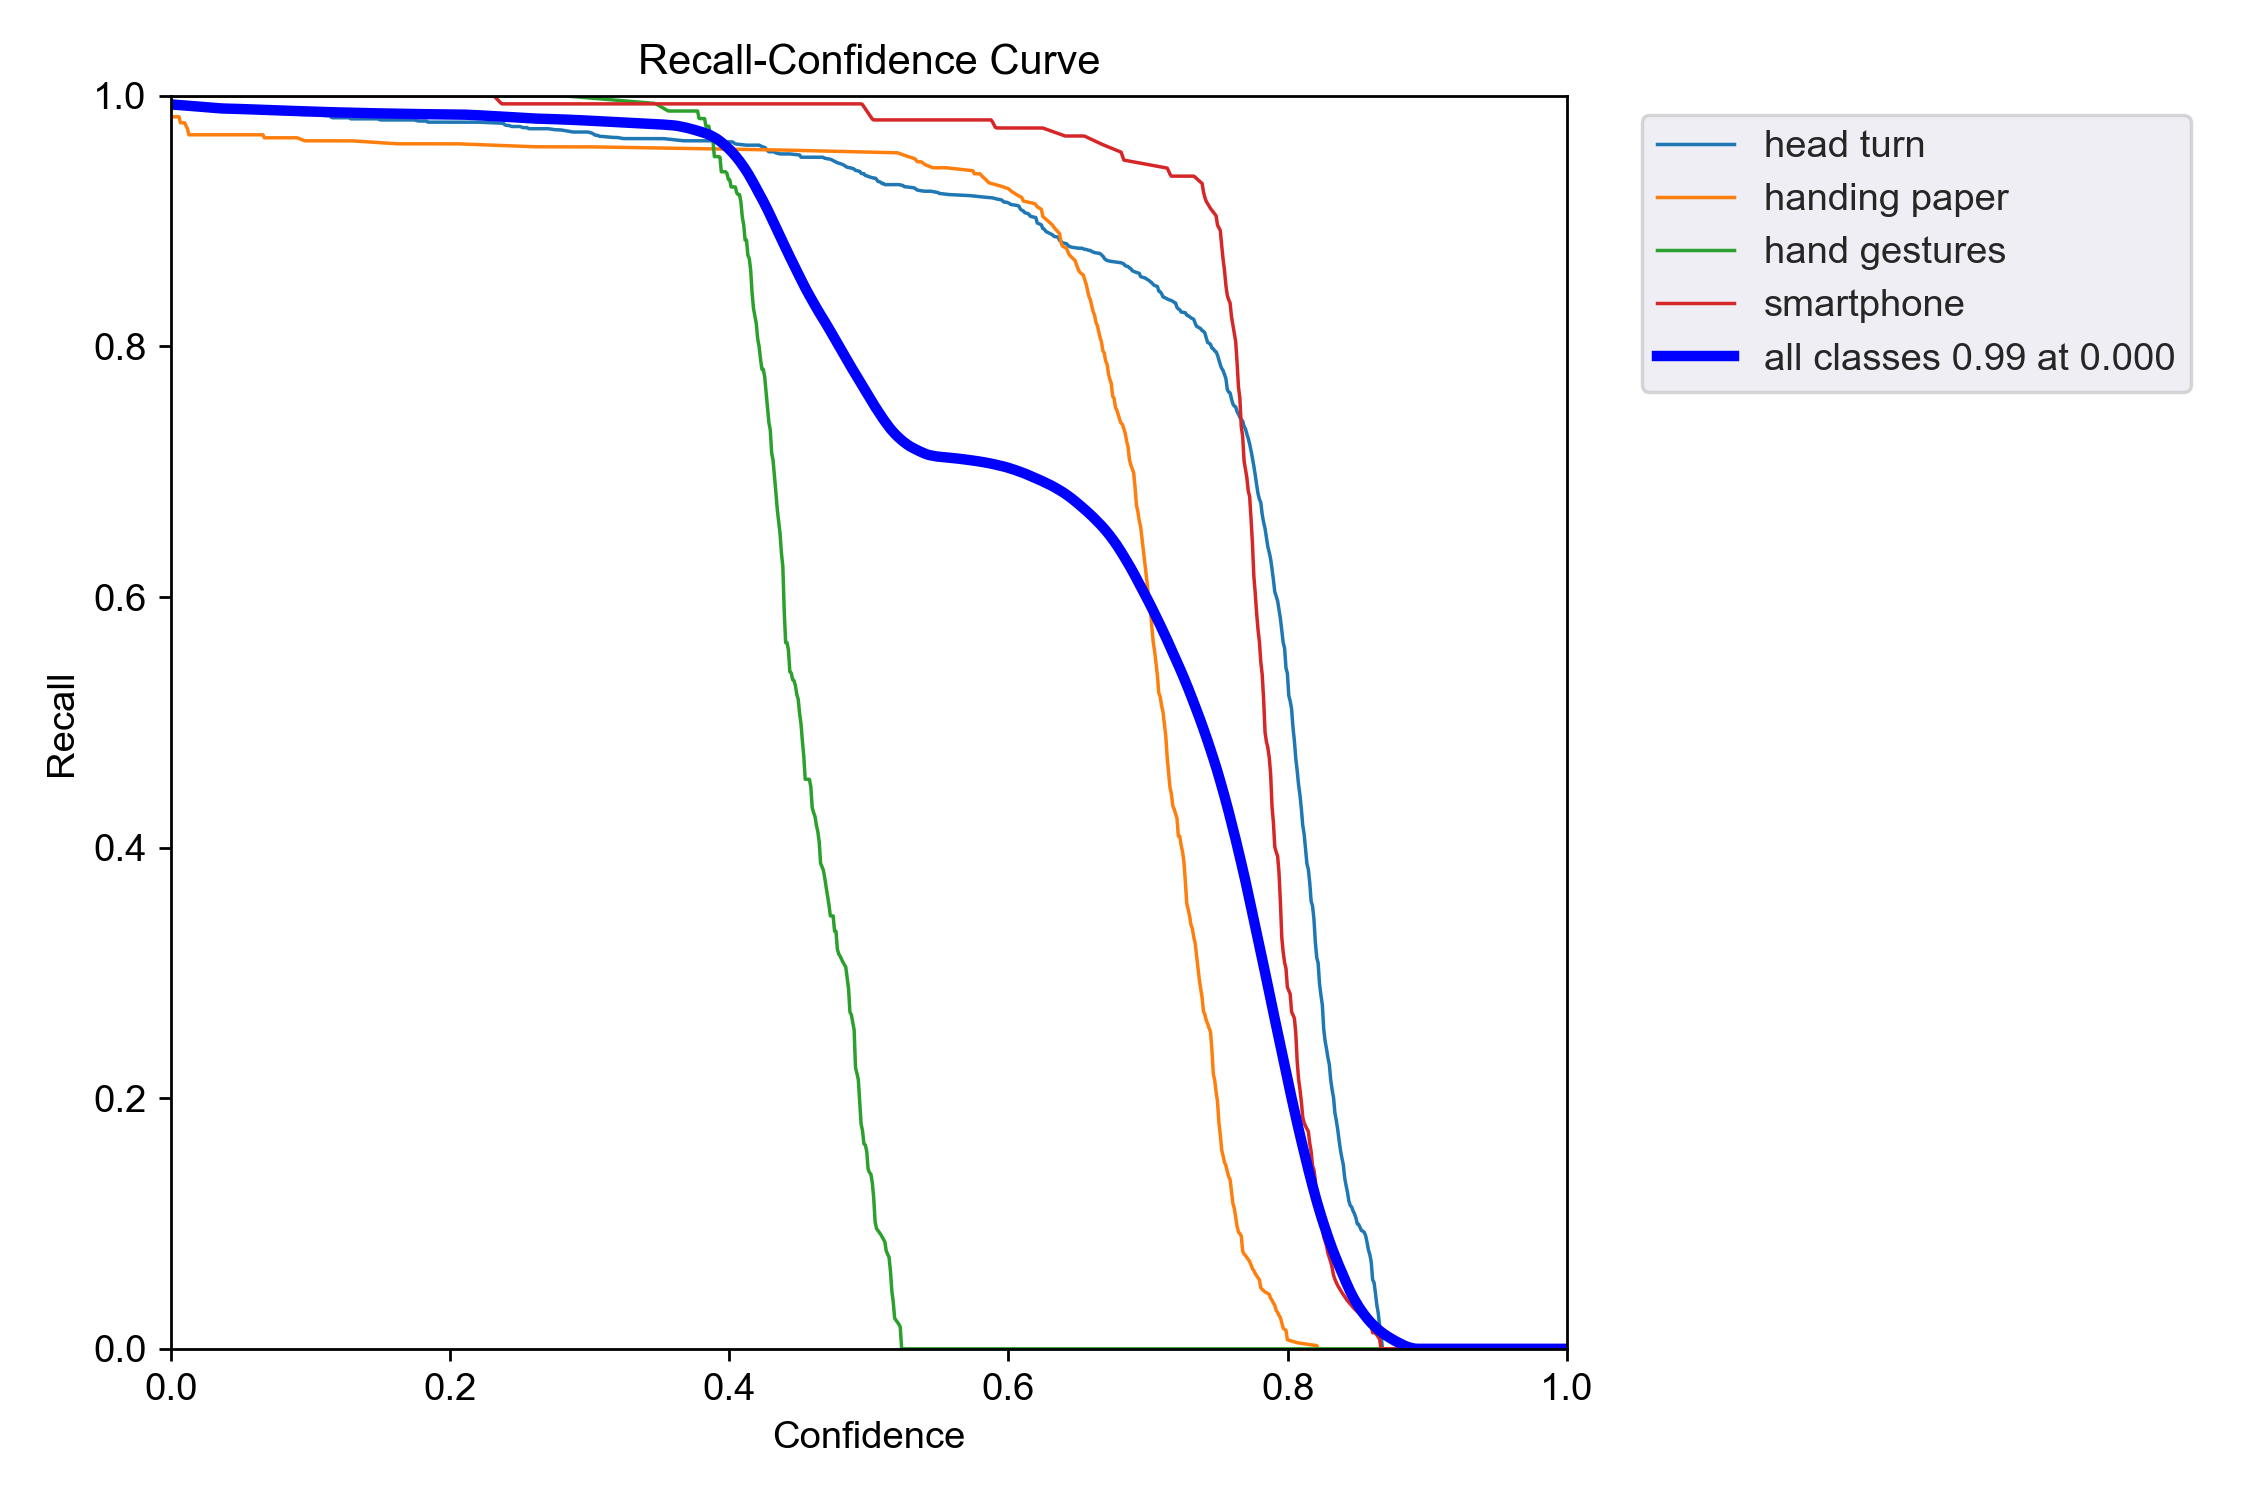 Recall-Confidence Curve
1.0
0.8
0.6
0.4
0.2
0.0
Recall
0.0 0.2 0.4 0.6 0.8 1.0
Confidence
head turn
handing paper
hand gestures
smartphone
all classes 0.99 at 0.000